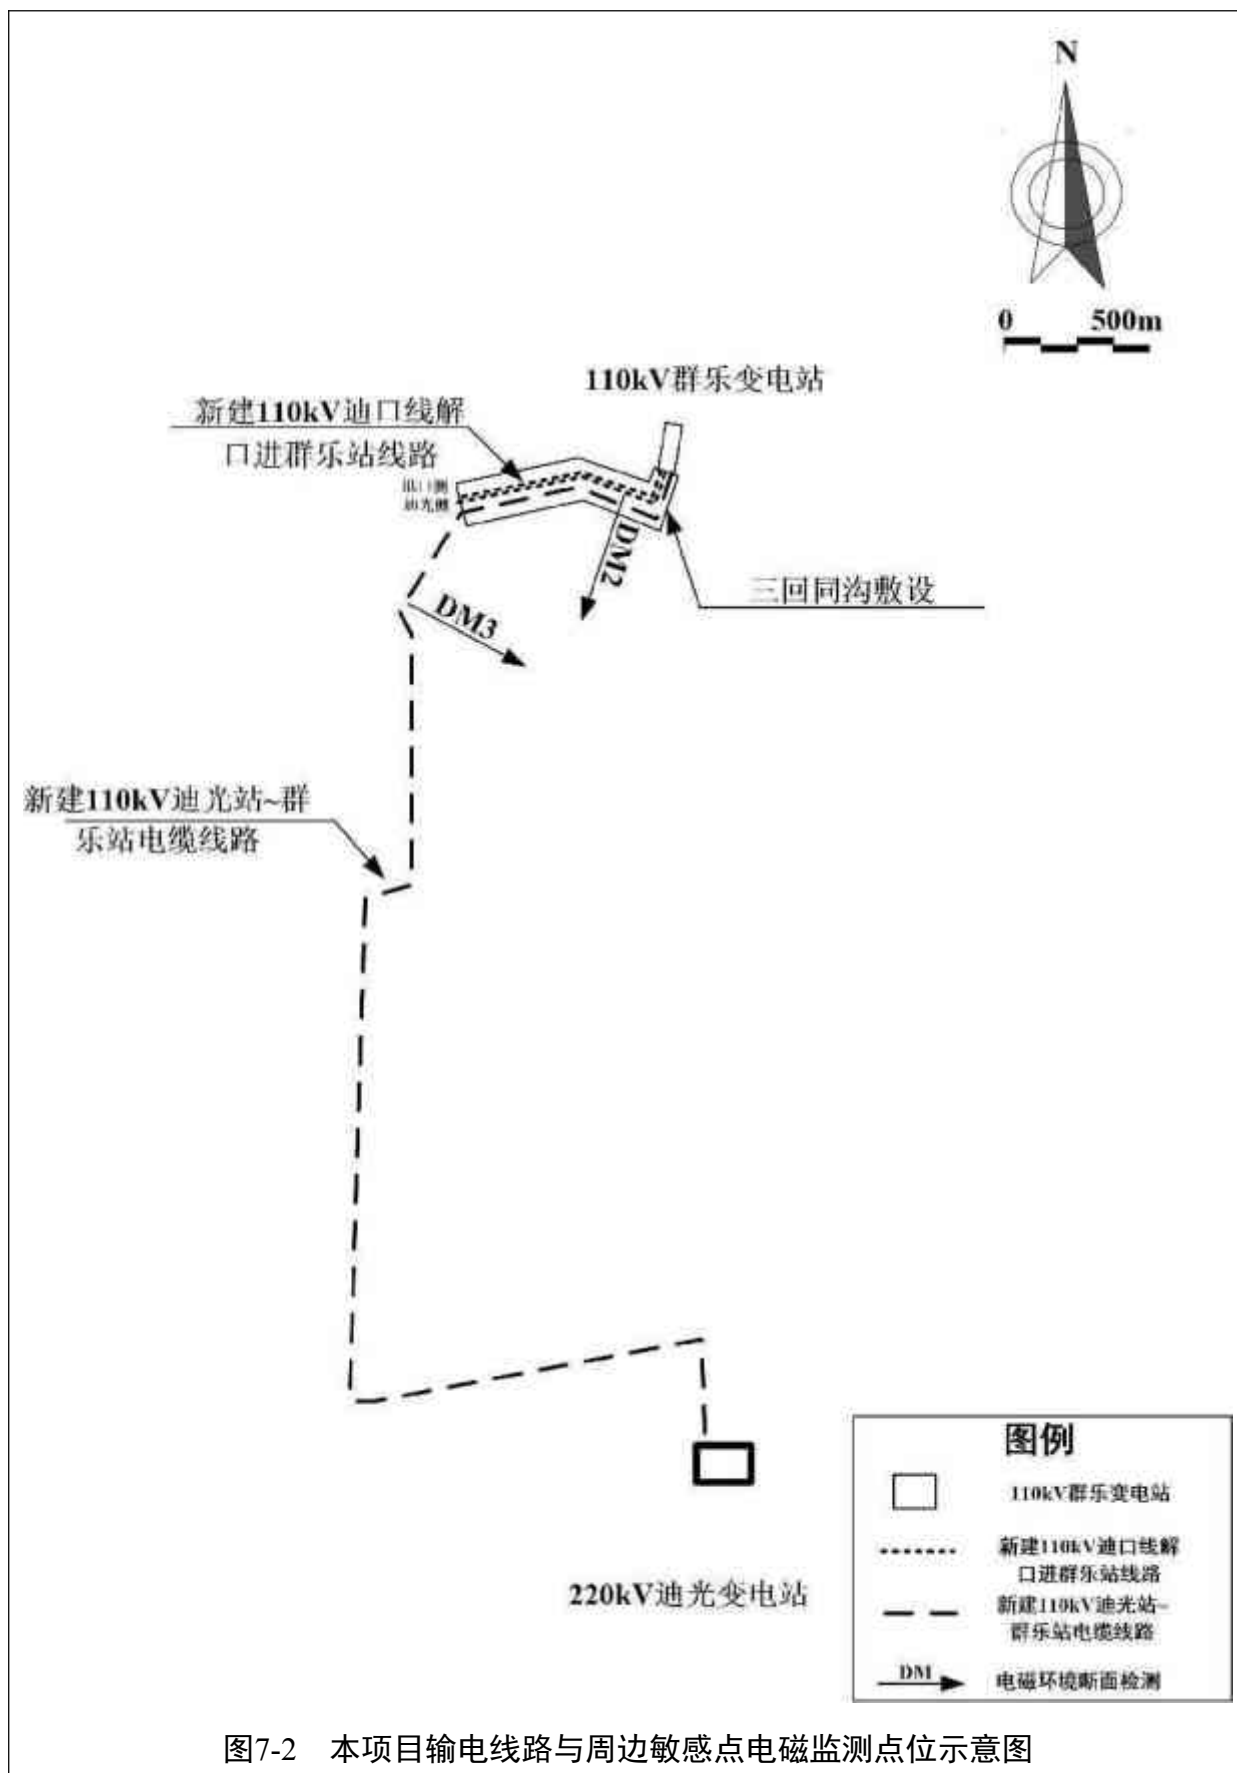 N
0 500m
110kV群乐变电站
新建110kV迪口线解
口进群乐站线路
迪光侧
DM2
三回同沟敷设
DM3
新建110kV迪光站~群
乐站电缆线路
220kV迪光变电站
图例
110kV群乐变电站
新建110kV迪口线解
口进群乐站线路
新建110kV迪光站~
群乐站电缆线路
DM
电磁环境断面检测
图7-2 本项目输电线路与周边敏感点电磁监测点位示意图